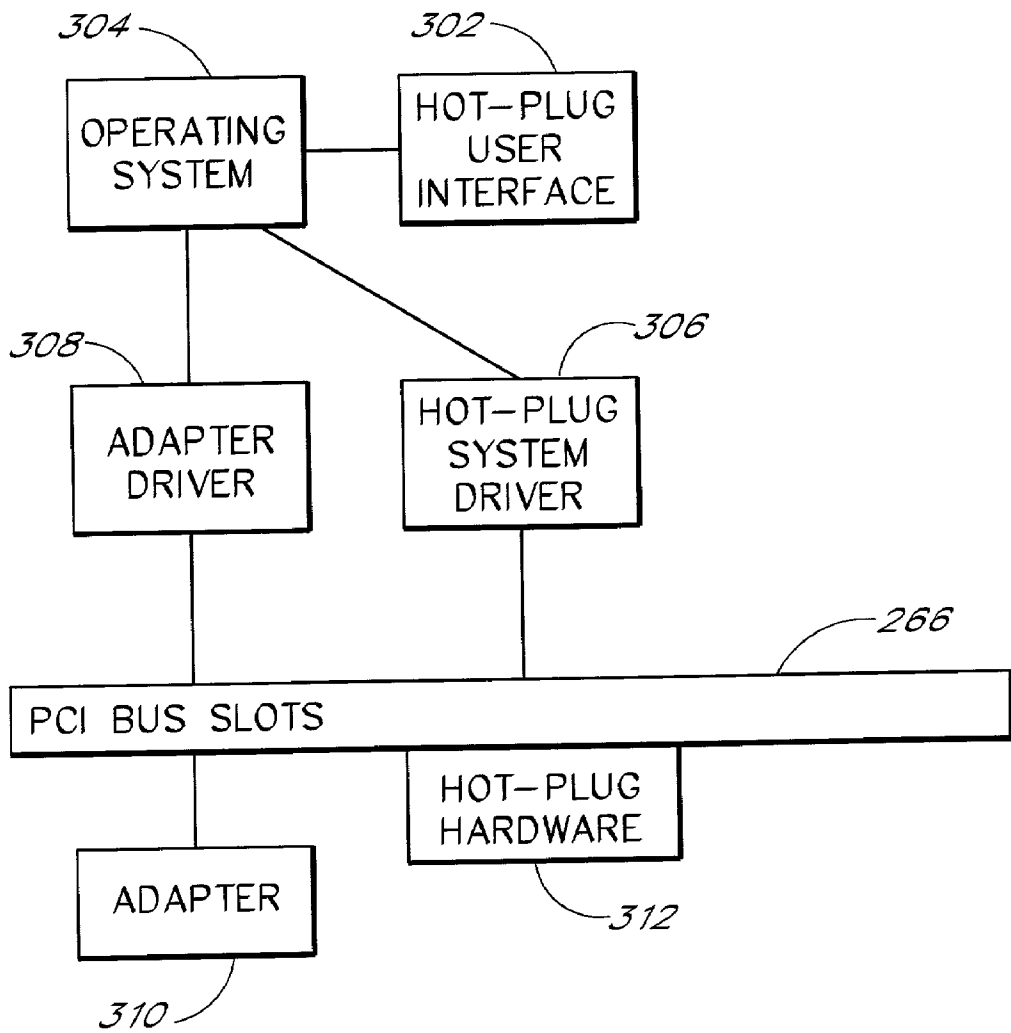 304
302
OPERATING
SYSTEM
HOT-PLUG
USER
INTERFACE
308
306
ADAPTER
DRIVER
HOT-PLUG
SYSTEM
DRIVER
266
PCI BUS SLOTS
HOT-PLUG
HARDWARE
ADAPTER
312
310